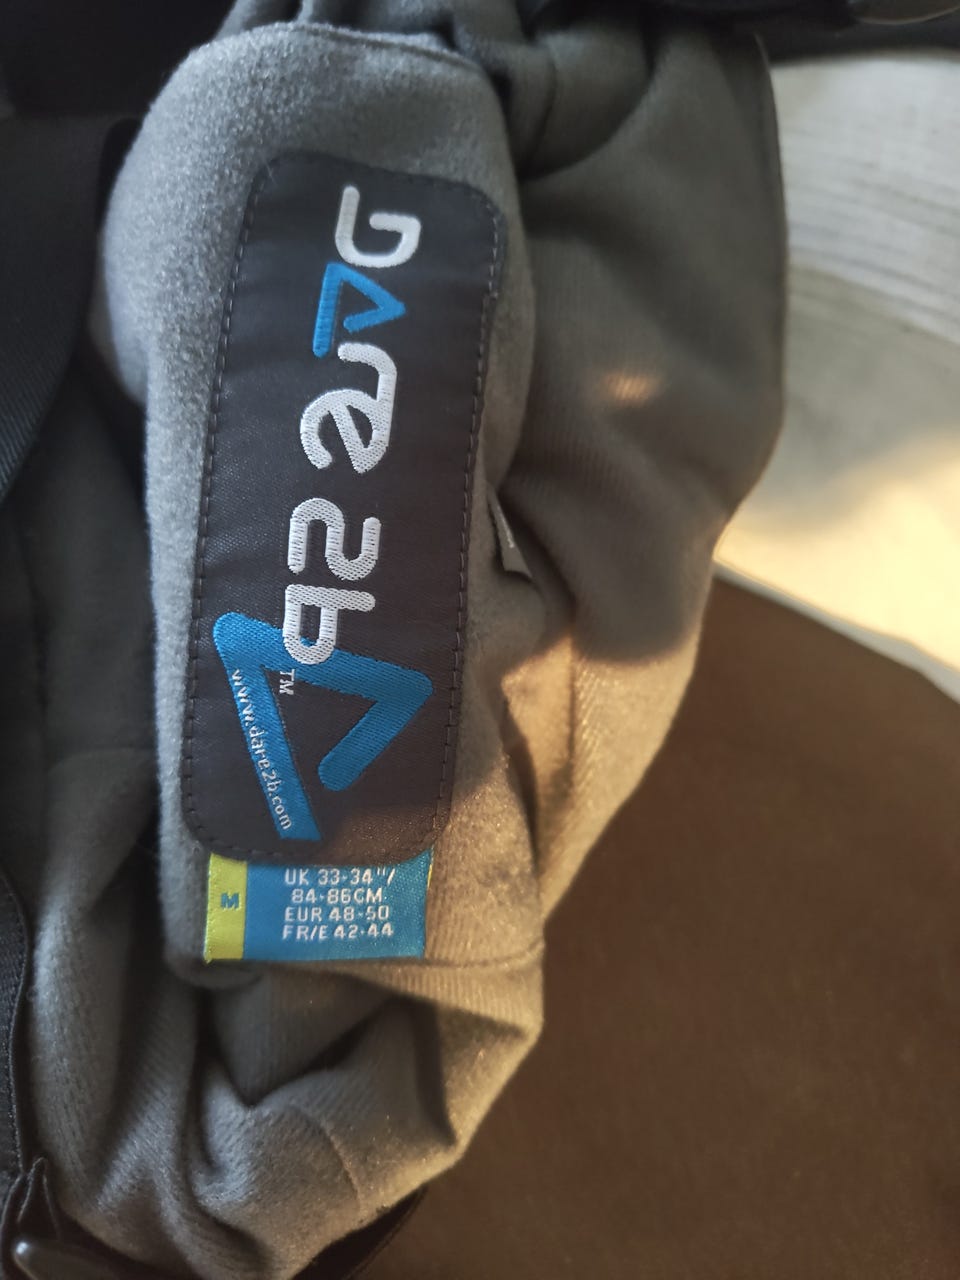 dare 2b
TM
www.dare2b.com
M
UK 33-34"/
84-86CM
EUR 48-50
FR/E 42-44